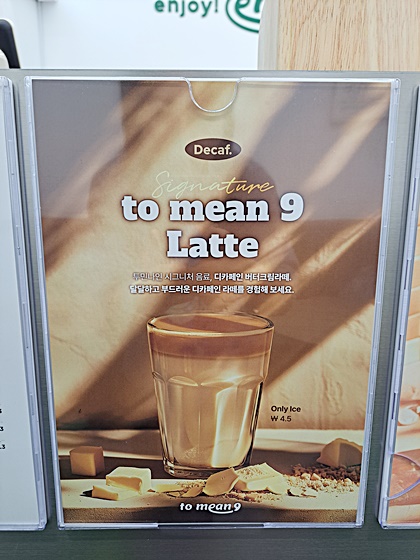 enjoy!
Decaf.
Signature
to mean 9
Latte
투민나인 시그니처 음료, 디카페인 버터크림라떼.
달달하고 부드러운 디카페인 라떼를 경험해 보세요.
Only Ice
₩ 4.5
to mean 9